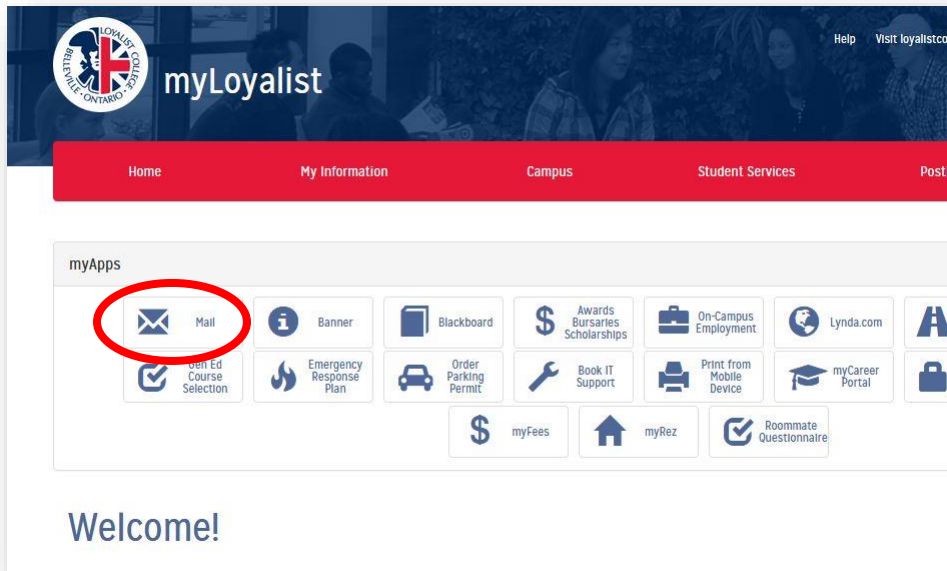 LOYALIST COLLEGE
BELLEVILLE • ONTARIO •
myLoyalist
Help Visit loyalistco
Home My Information Campus Student Services Post
myApps
Mail
Banner
Blackboard
Awards
Bursaries
Scholarships
On-Campus
Employment
Lynda.com
Gen Ed
Course
Selection
Emergency
Response
Plan
Order
Parking
Permit
Book IT
Support
Print from
Mobile
Device
myCareer
Portal
myFees
myRez
Roommate
Questionnaire
Welcome!